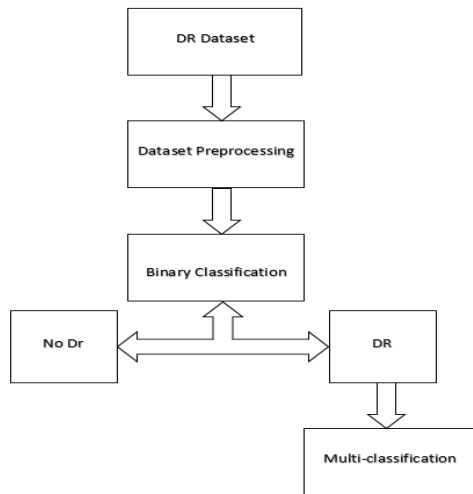 DR Dataset
Dataset Preprocessing
Binary Classification
No Dr
DR
Multi-classification